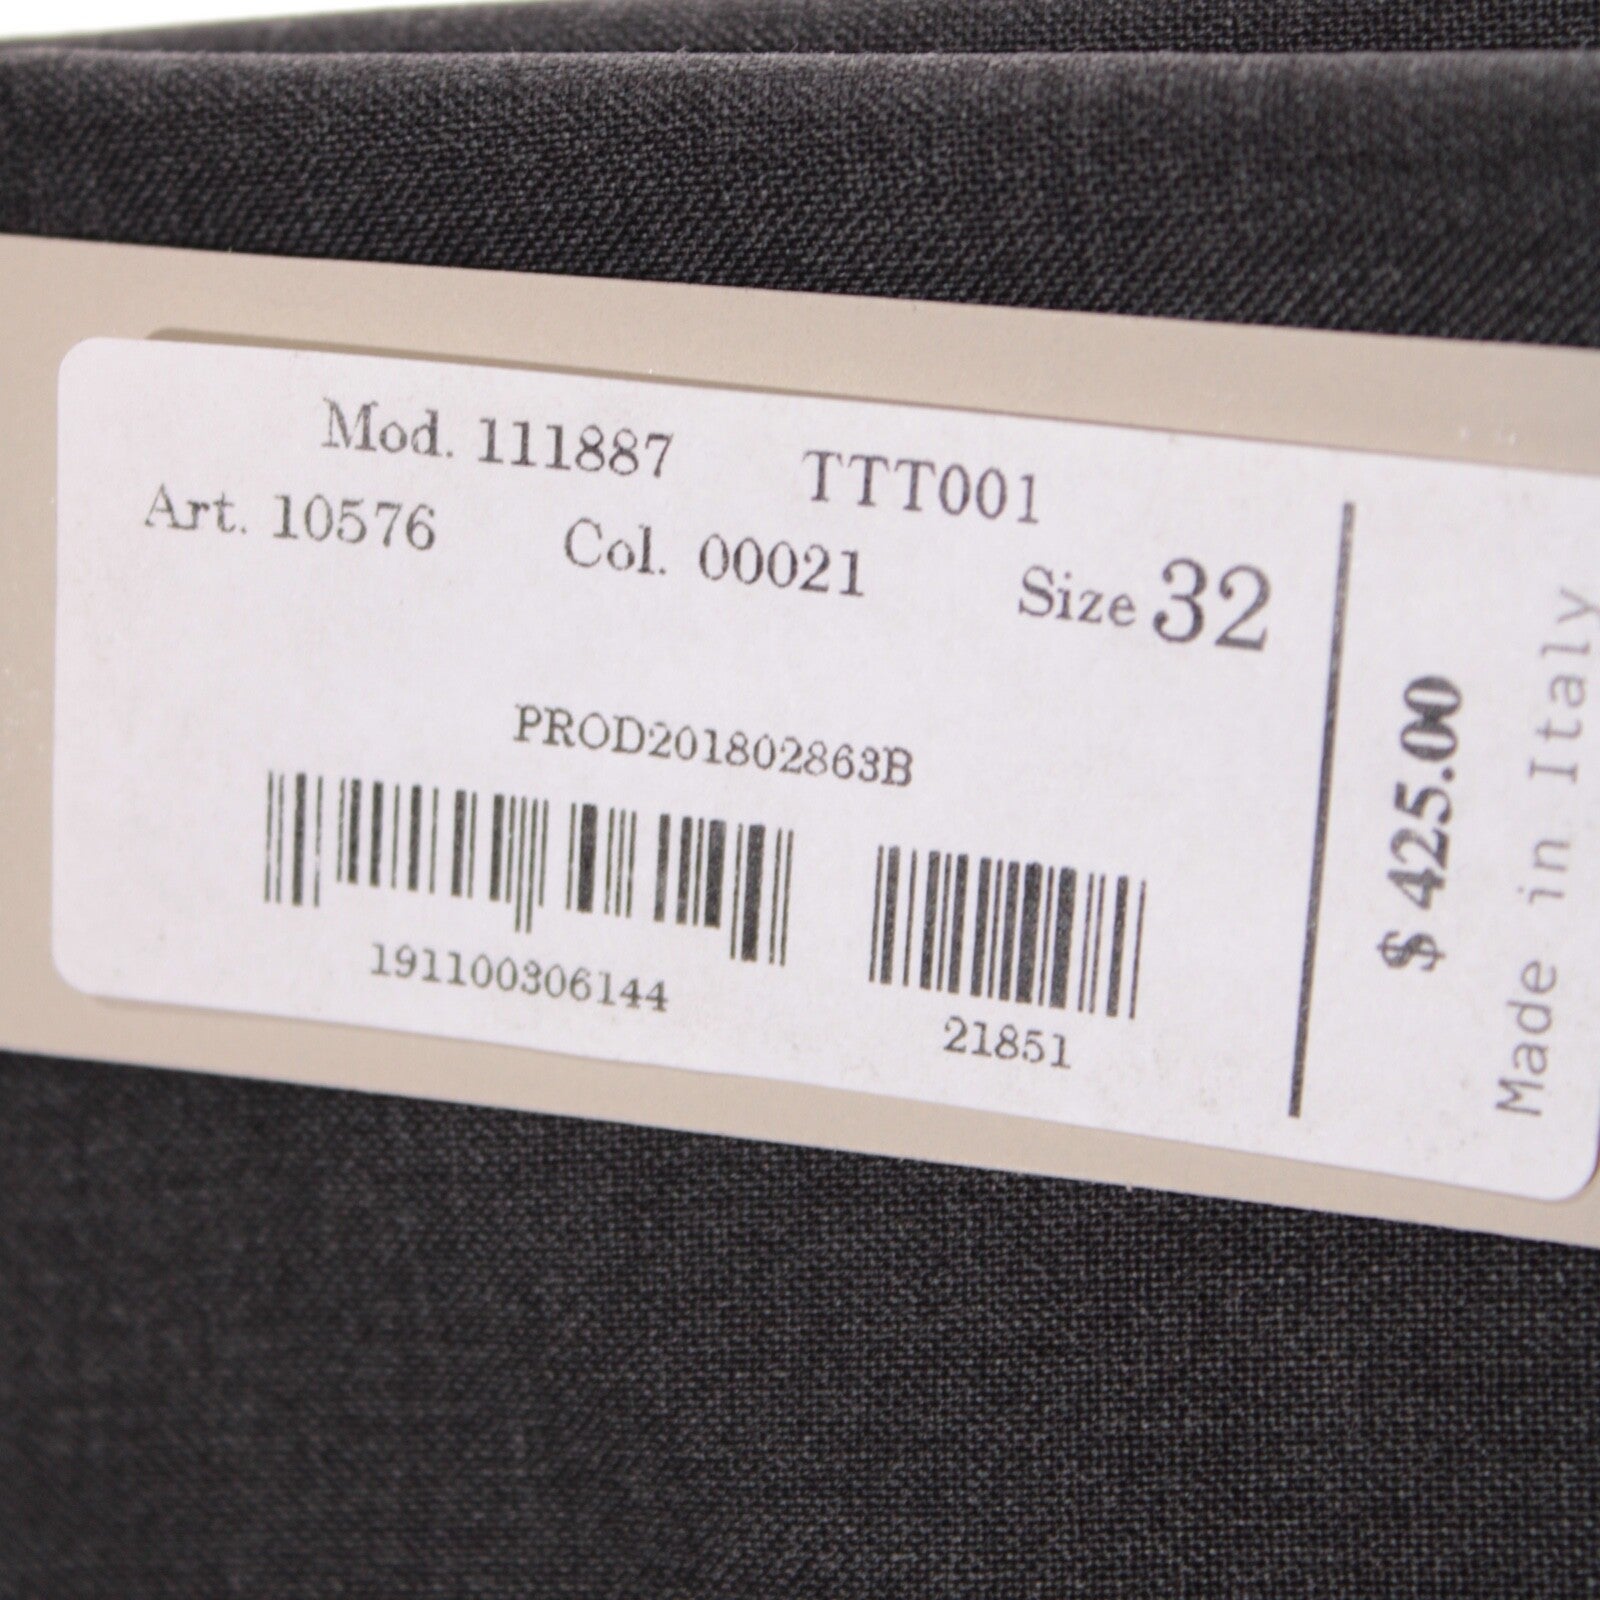 Mod. 111887 TTT001
Art. 10576 Col. 00021 Size 32
PROD201802863B
191100306144
21851
$ 425.00
Made in Italy